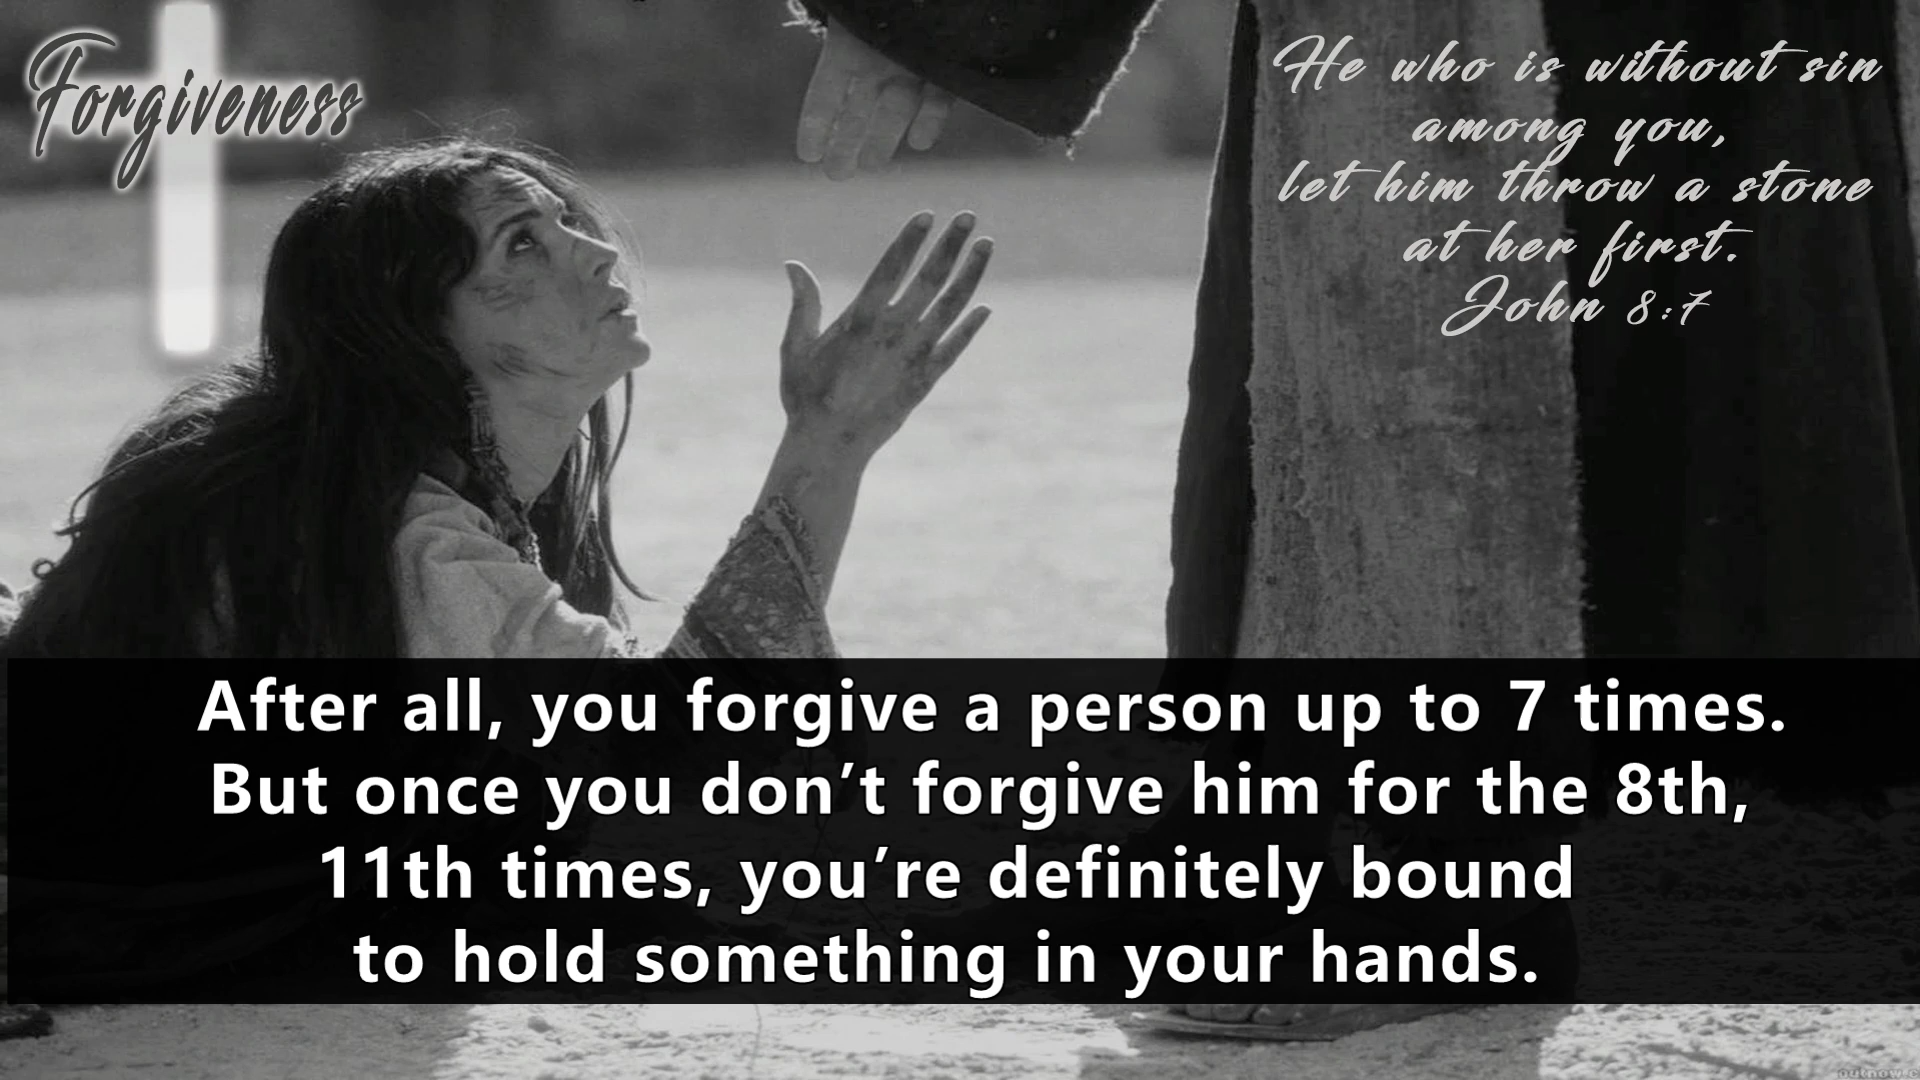 Forgiveness
He who is without sin
among you,
let him throw a stone
at her first.
John 8:7
After all, you forgive a person up to 7 times.
But once you don’t forgive him for the 8th,
11th times, you’re definitely bound
to hold something in your hands.